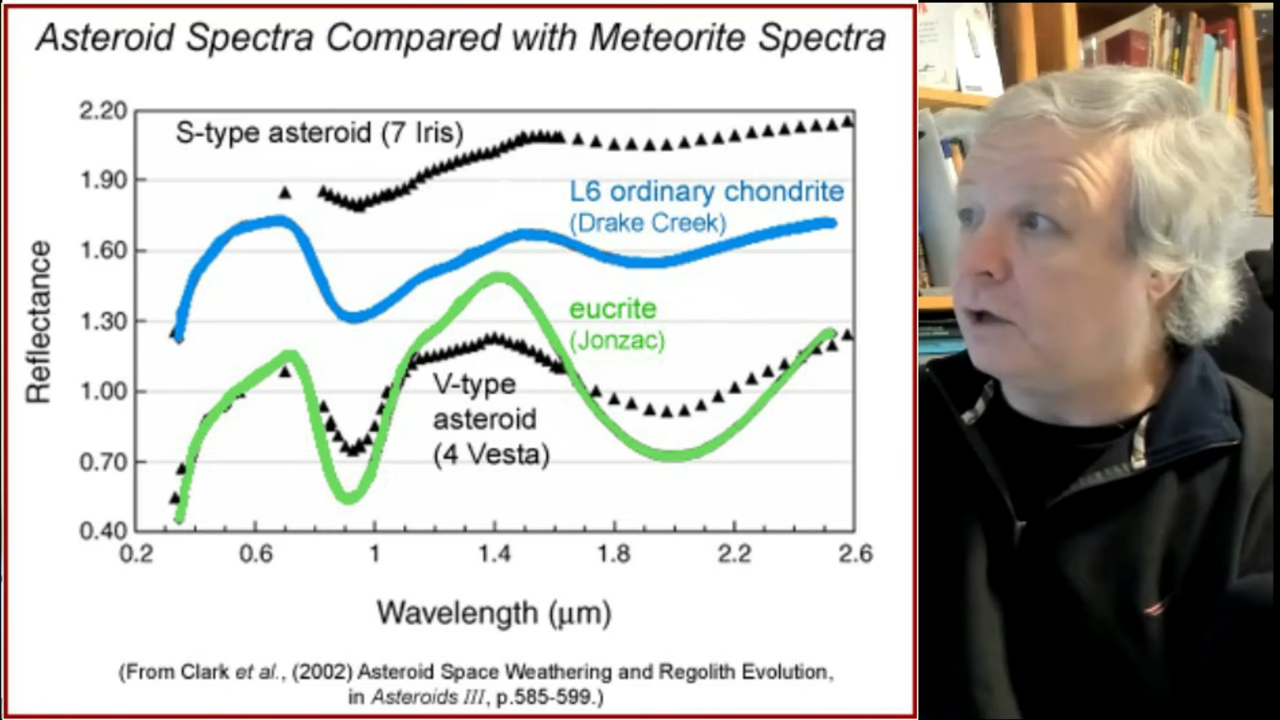 Asteroid Spectra Compared with Meteorite Spectra
2.20
S-type asteroid (7 Iris)
1.90
L6 ordinary chondrite
(Drake Creek)
1.60
eucrite
(Jonzac)
1.30
V-type
asteroid
(4 Vesta)
1.00
0.70
0.40
Reflectance
0.2 0.6 1 1.4 1.8 2.2 2.6
Wavelength (μm)
(From Clark et al., (2002) Asteroid Space Weathering and Regolith Evolution,
in Asteroids III, p.585-599.)